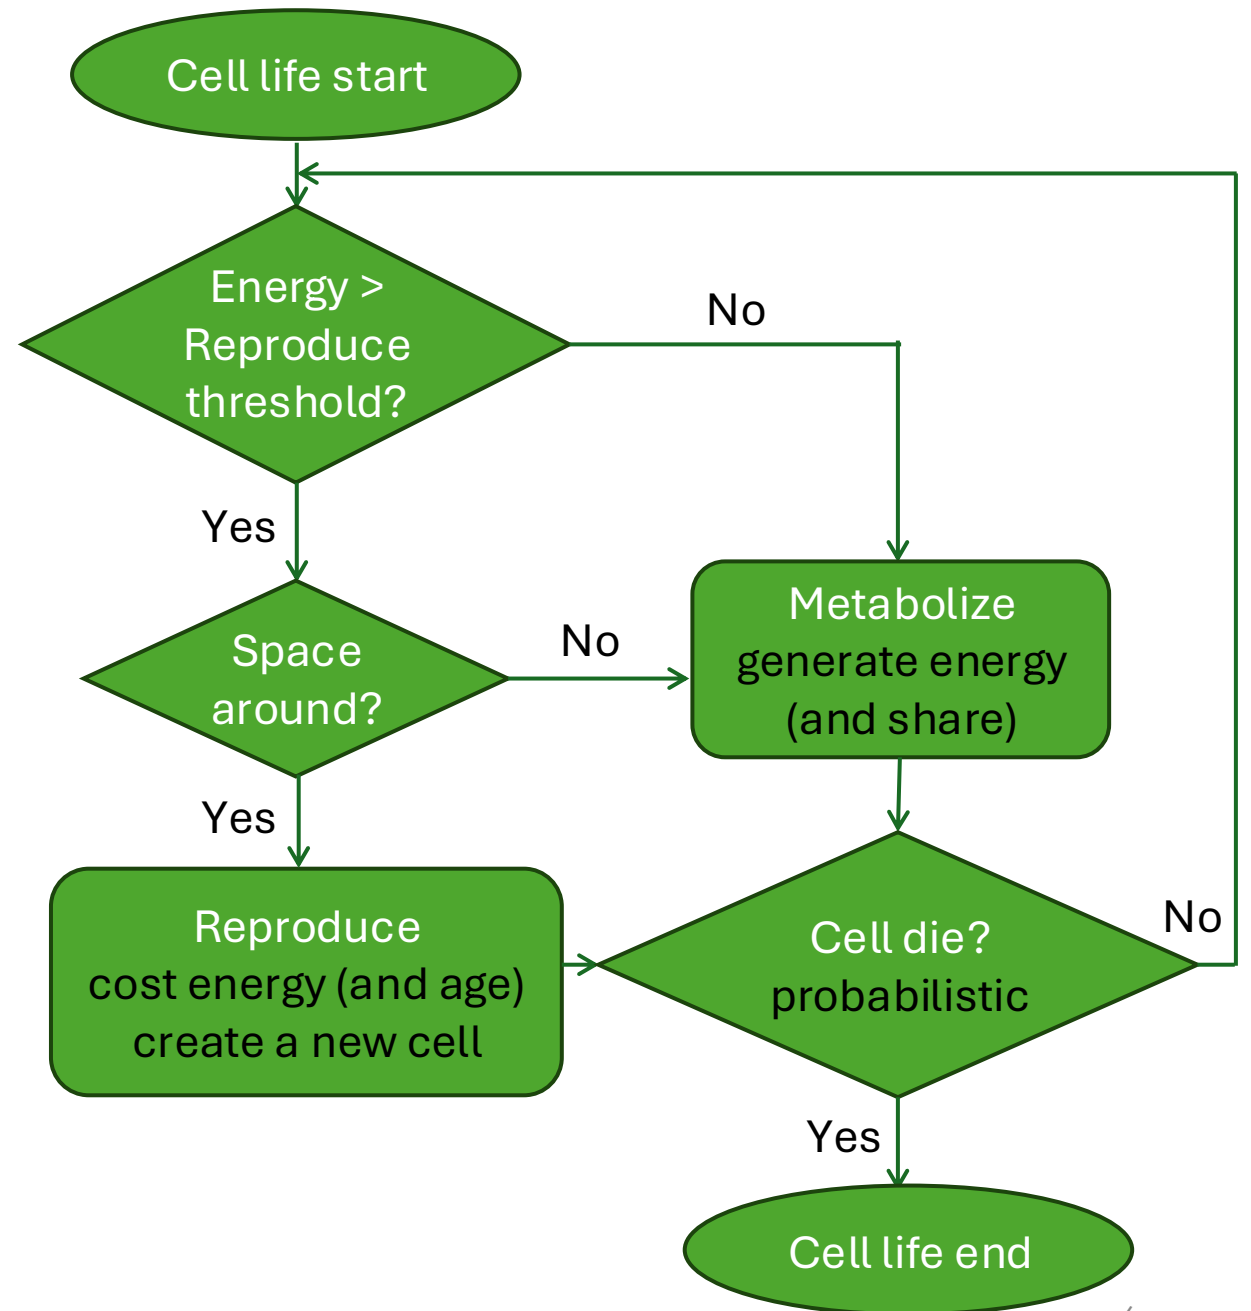 Cell life start
Energy >
Reproduce
threshold?
No
Yes
Space
around?
No
Metabolize
generate energy
(and share)
Yes
Reproduce
cost energy (and age)
create a new cell
Cell die?
probabilistic
No
Yes
Cell life end